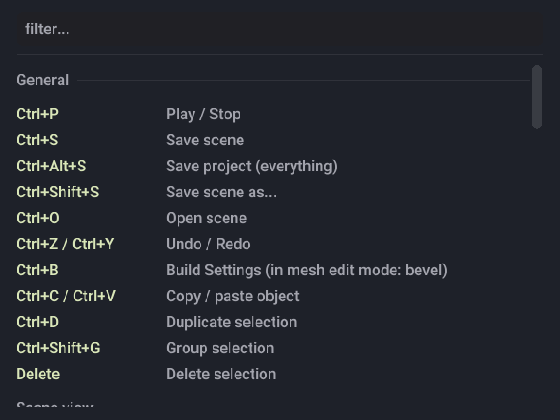 filter...
General
Ctrl+P Play / Stop
Ctrl+S Save scene
Ctrl+Alt+S Save project (everything)
Ctrl+Shift+S Save scene as...
Ctrl+O Open scene
Ctrl+Z / Ctrl+Y Undo / Redo
Ctrl+B Build Settings (in mesh edit mode: bevel)
Ctrl+C / Ctrl+V Copy / paste object
Ctrl+D Duplicate selection
Ctrl+Shift+G Group selection
Delete Delete selection
Scene view